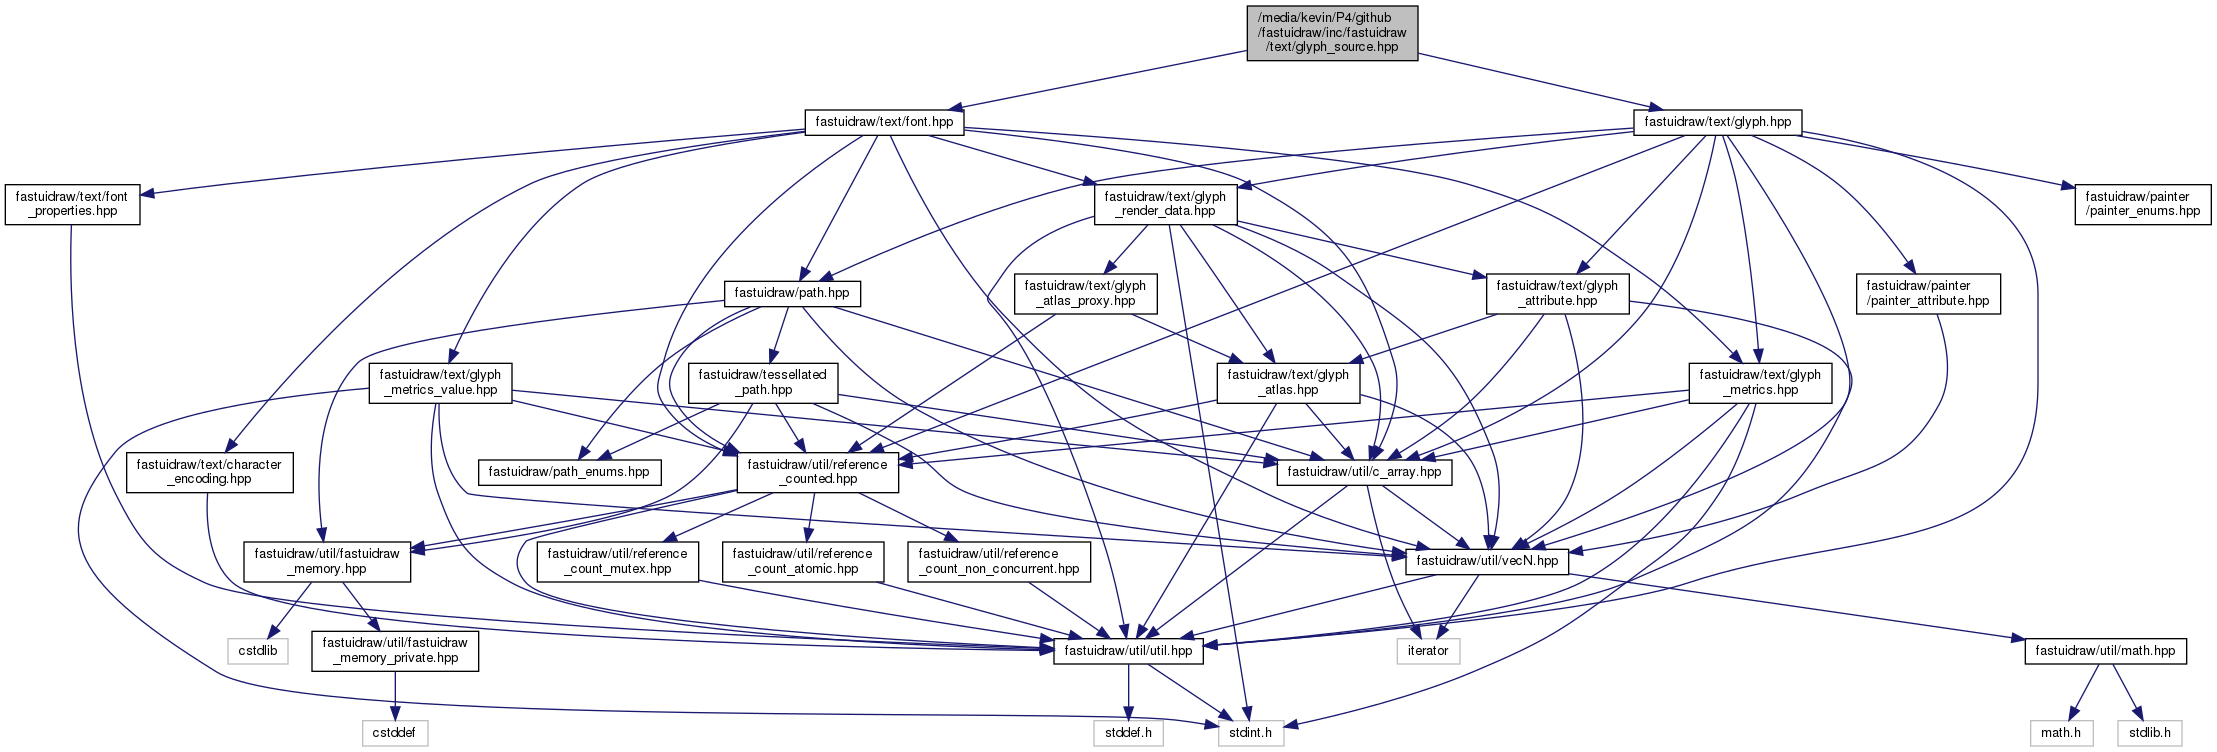 /media/kevin/P4/github
/fastuidraw/inc/fastuidraw
/text/glyph_source.hpp
fastuidraw/text/font.hpp
fastuidraw/text/glyph.hpp
fastuidraw/text/font
_properties.hpp
fastuidraw/text/glyph
_render_data.hpp
fastuidraw/painter
/painter_enums.hpp
fastuidraw/path.hpp
fastuidraw/text/glyph
_atlas_proxy.hpp
fastuidraw/text/glyph
_attribute.hpp
fastuidraw/painter
/painter_attribute.hpp
fastuidraw/text/glyph
_metrics_value.hpp
fastuidraw/tessellated
_path.hpp
fastuidraw/text/glyph
_atlas.hpp
fastuidraw/text/glyph
_metrics.hpp
fastuidraw/text/character
_encoding.hpp
fastuidraw/path_enums.hpp
fastuidraw/util/reference
_counted.hpp
fastuidraw/util/c_array.hpp
fastuidraw/util/fastuidraw
_memory.hpp
fastuidraw/util/reference
_count_mutex.hpp
fastuidraw/util/reference
_count_atomic.hpp
fastuidraw/util/reference
_count_non_concurrent.hpp
fastuidraw/util/vecN.hpp
cstdlib
fastuidraw/util/fastuidraw
_memory_private.hpp
fastuidraw/util/util.hpp
iterator
fastuidraw/util/math.hpp
cstddef
stddef.h
stdint.h
math.h
stdlib.h